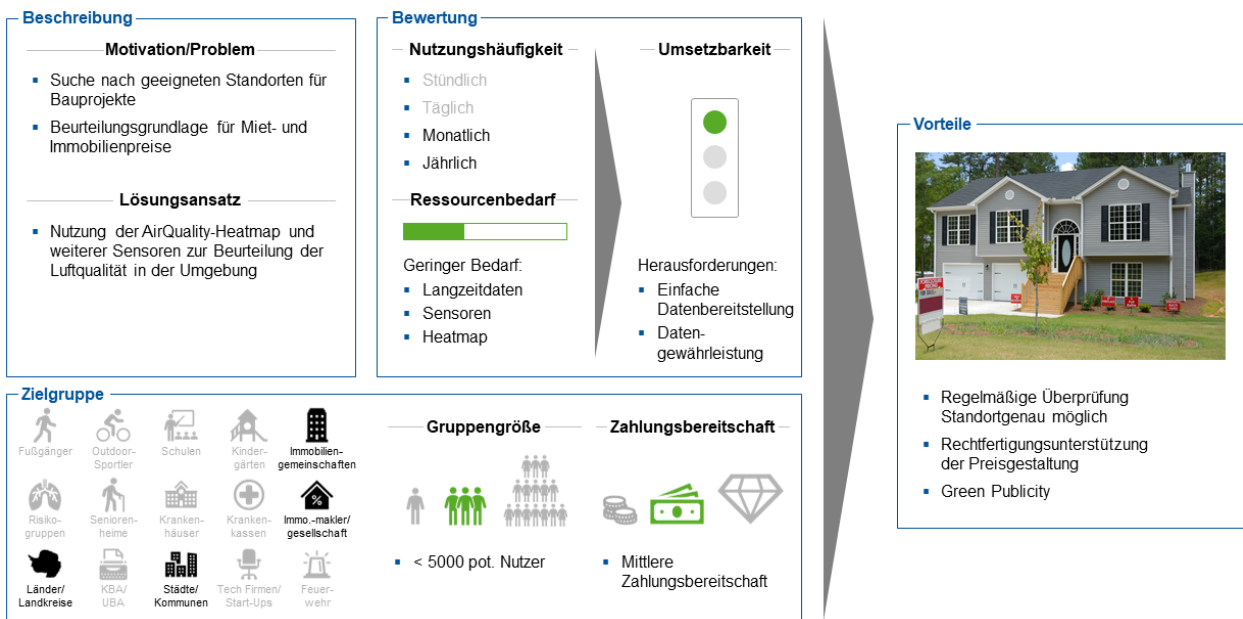 Beschreibung
Motivation/Problem
Suche nach geeigneten Standorten für
Bauprojekte
Beurteilungsgrundlage für Miet- und
Immobilienpreise
Lösungsansatz
Nutzung der AirQuality-Heatmap und
weiterer Sensoren zur Beurteilung der
Luftqualität in der Umgebung
Bewertung
Nutzungshäufigkeit
Stündlich
Täglich
Monatlich
Jährlich
Ressourcenbedarf
Geringer Bedarf:
Langzeitdaten
Sensoren
Heatmap
Umsetzbarkeit
Herausforderungen:
Einfache
Datenbereitstellung
Daten-
gewährleistung
Zielgruppe
Fußgänger
Outdoor-
Sportler
Schulen
Kinder-
gärten
Immobilien-
gemeinschaften
Risiko-
gruppen
Senioren-
heime
Kranken-
häuser
Kranken-
kassen
%
Immo.-makler/
gesellschaft
Länder/
Landkreise
KBA/
UBA
Städte/
Kommunen
Tech Firmen/
Start-Ups
Feuer-
wehr
Gruppengröße
< 5000 pot. Nutzer
Zahlungsbereitschaft
Mittlere
Zahlungsbereitschaft
Vorteile
Regelmäßige Überprüfung
Standortgenau möglich
Rechtfertigungsunterstützung
der Preisgestaltung
Green Publicity